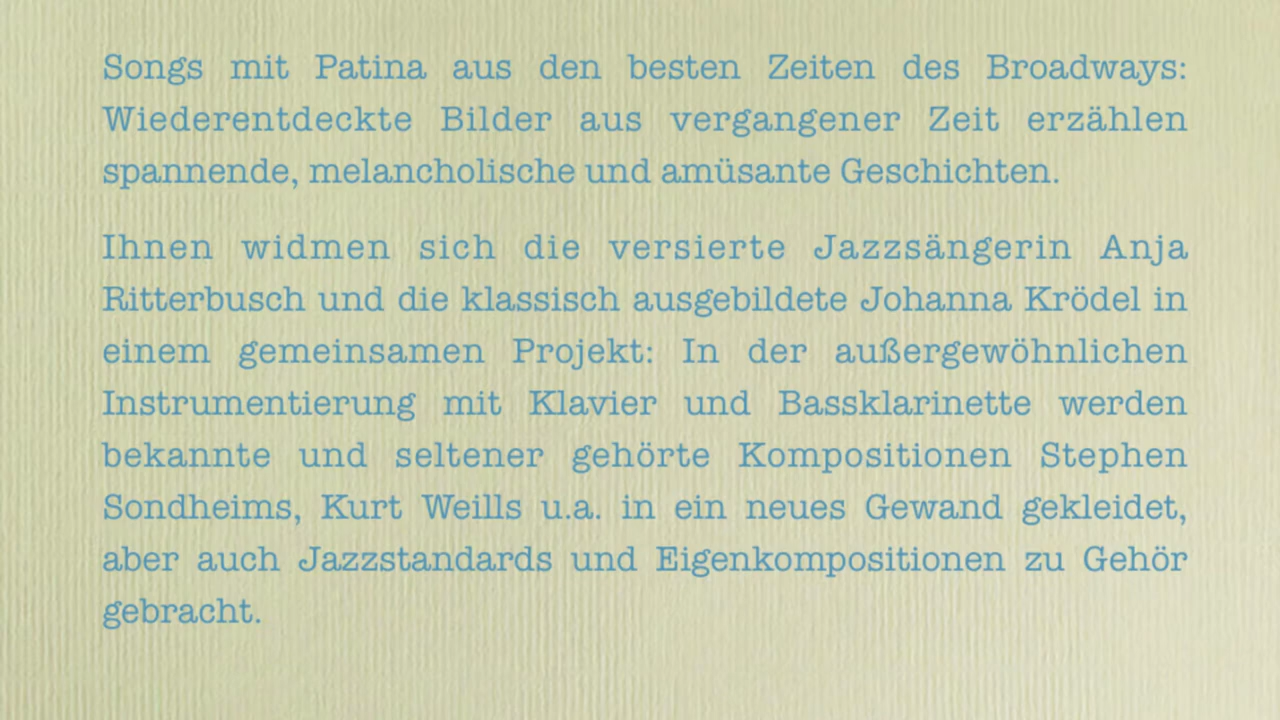 Songs mit Patina aus den besten Zeiten des Broadways:
Wiederentdeckte Bilder aus vergangener Zeit erzählen
spannende, melancholische und amüsante Geschichten.
Ihnen widmen sich die versierte Jazzsängerin Anja
Ritterbusch und die klassisch ausgebildete Johanna Krödel in
einem gemeinsamen Projekt: In der außergewöhnlichen
Instrumentierung mit Klavier und Bassklarinette werden
bekannte und seltener gehörte Kompositionen Stephen
Sondheims, Kurt Weills u.a. in ein neues Gewand gekleidet,
aber auch Jazzstandards und Eigenkompositionen zu Gehör
gebracht.